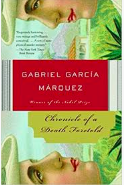 GABRIEL GARCÍA
MÁRQUEZ
Winner of the Nobel Prize
Chronicle of a
Death Foretold